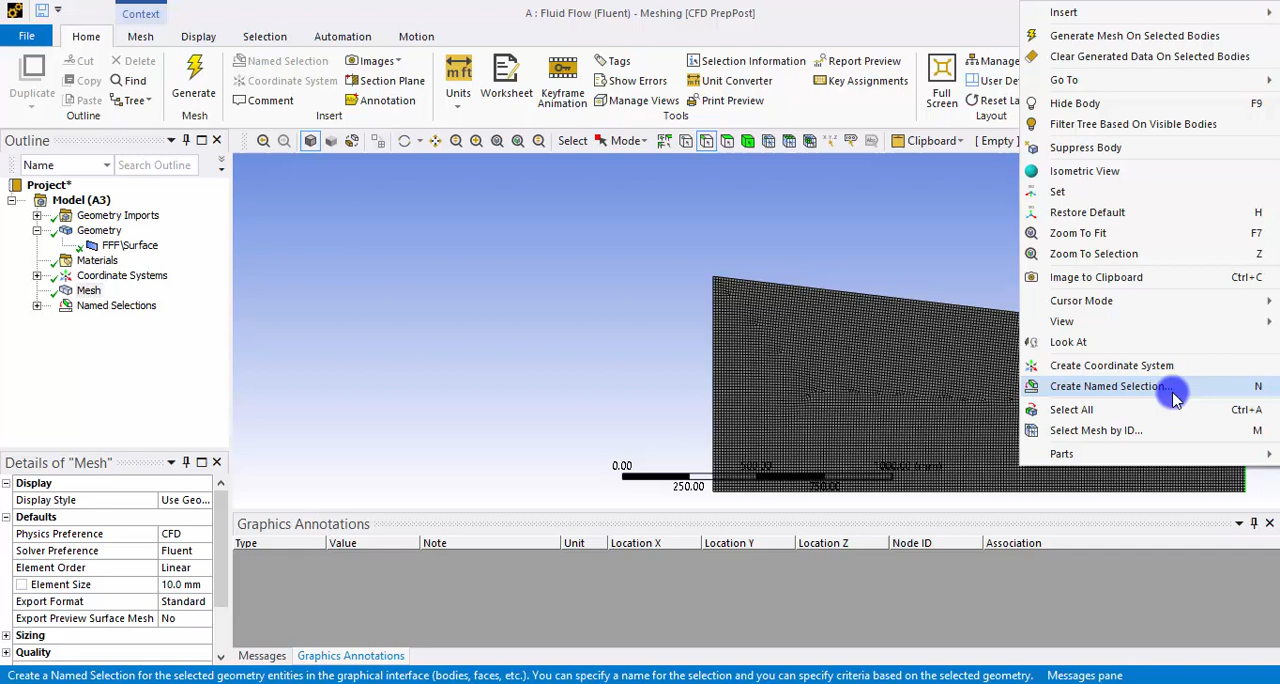 Context
A : Fluid Flow (Fluent) - Meshing [CFD PrepPost]
File
Home
Mesh
Display
Selection
Automation
Motion
Duplicate
Cut
Copy
Paste
Delete
Find
Tree
Outline
Generate
Mesh
Named Selection
Coordinate System
Comment
Images
Section Plane
Annotation
Insert
Units
Worksheet
Keyframe
Animation
Tags
Show Errors
Manage Views
Selection Information
Unit Converter
Print Preview
Report Preview
Key Assignments
Tools
Full
Screen
Manage
User De
Reset La
Layout
Outline
Select
Mode
Clipboard
[ Empty ]
Name
Search Outline
Project*
Model (A3)
Geometry Imports
Geometry
FFF\Surface
Materials
Coordinate Systems
Mesh
Named Selections
Insert
Generate Mesh On Selected Bodies
Clear Generated Data On Selected Bodies
Go To
Hide Body F9
Filter Tree Based On Visible Bodies
Suppress Body
Isometric View
Set
Restore Default H
Zoom To Fit F7
Zoom To Selection Z
Image to Clipboard Ctrl+C
Cursor Mode
View
Look At
Create Coordinate System
Create Named Selection... N
Select All Ctrl+A
Select Mesh by ID... M
Parts
0.00
250.00
Details of "Mesh"
Display
Display Style Use Geo...
Defaults
Physics Preference CFD
Solver Preference Fluent
Element Order Linear
Element Size 10.0 mm
Export Format Standard
Export Preview Surface Mesh No
Sizing
Quality
Graphics Annotations
Type Value Note Unit Location X Location Y Location Z Node ID Association
Messages Graphics Annotations
Create a Named Selection for the selected geometry entities in the graphical interface (bodies, faces, etc.). You can specify a name for the selection and you can specify criteria based on the selected geometry. Messages pane